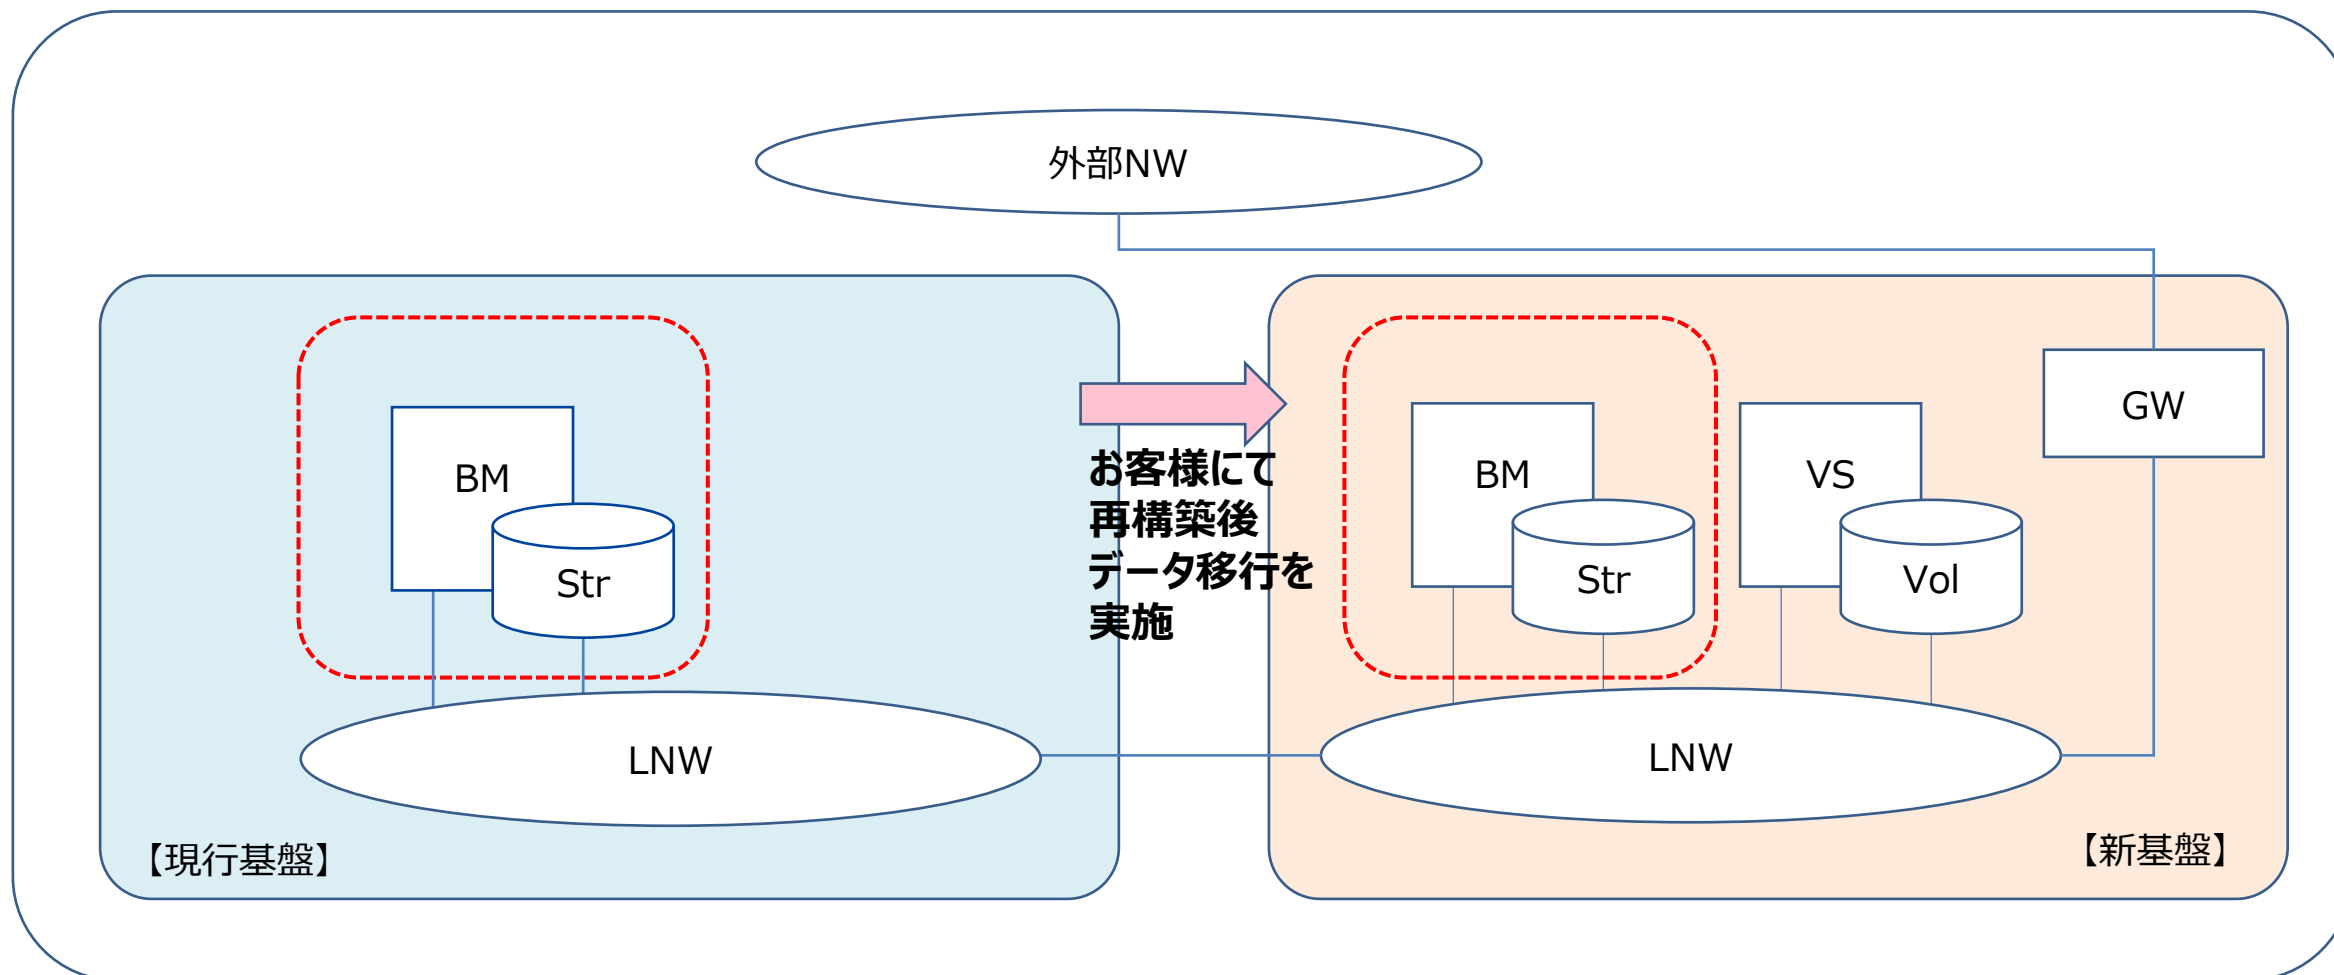 外部NW
BM
Str
LNW
【現行基盤】
お客様にて
再構築後
データ移行を
実施
BM
Str
VS
Vol
GW
LNW
【新基盤】